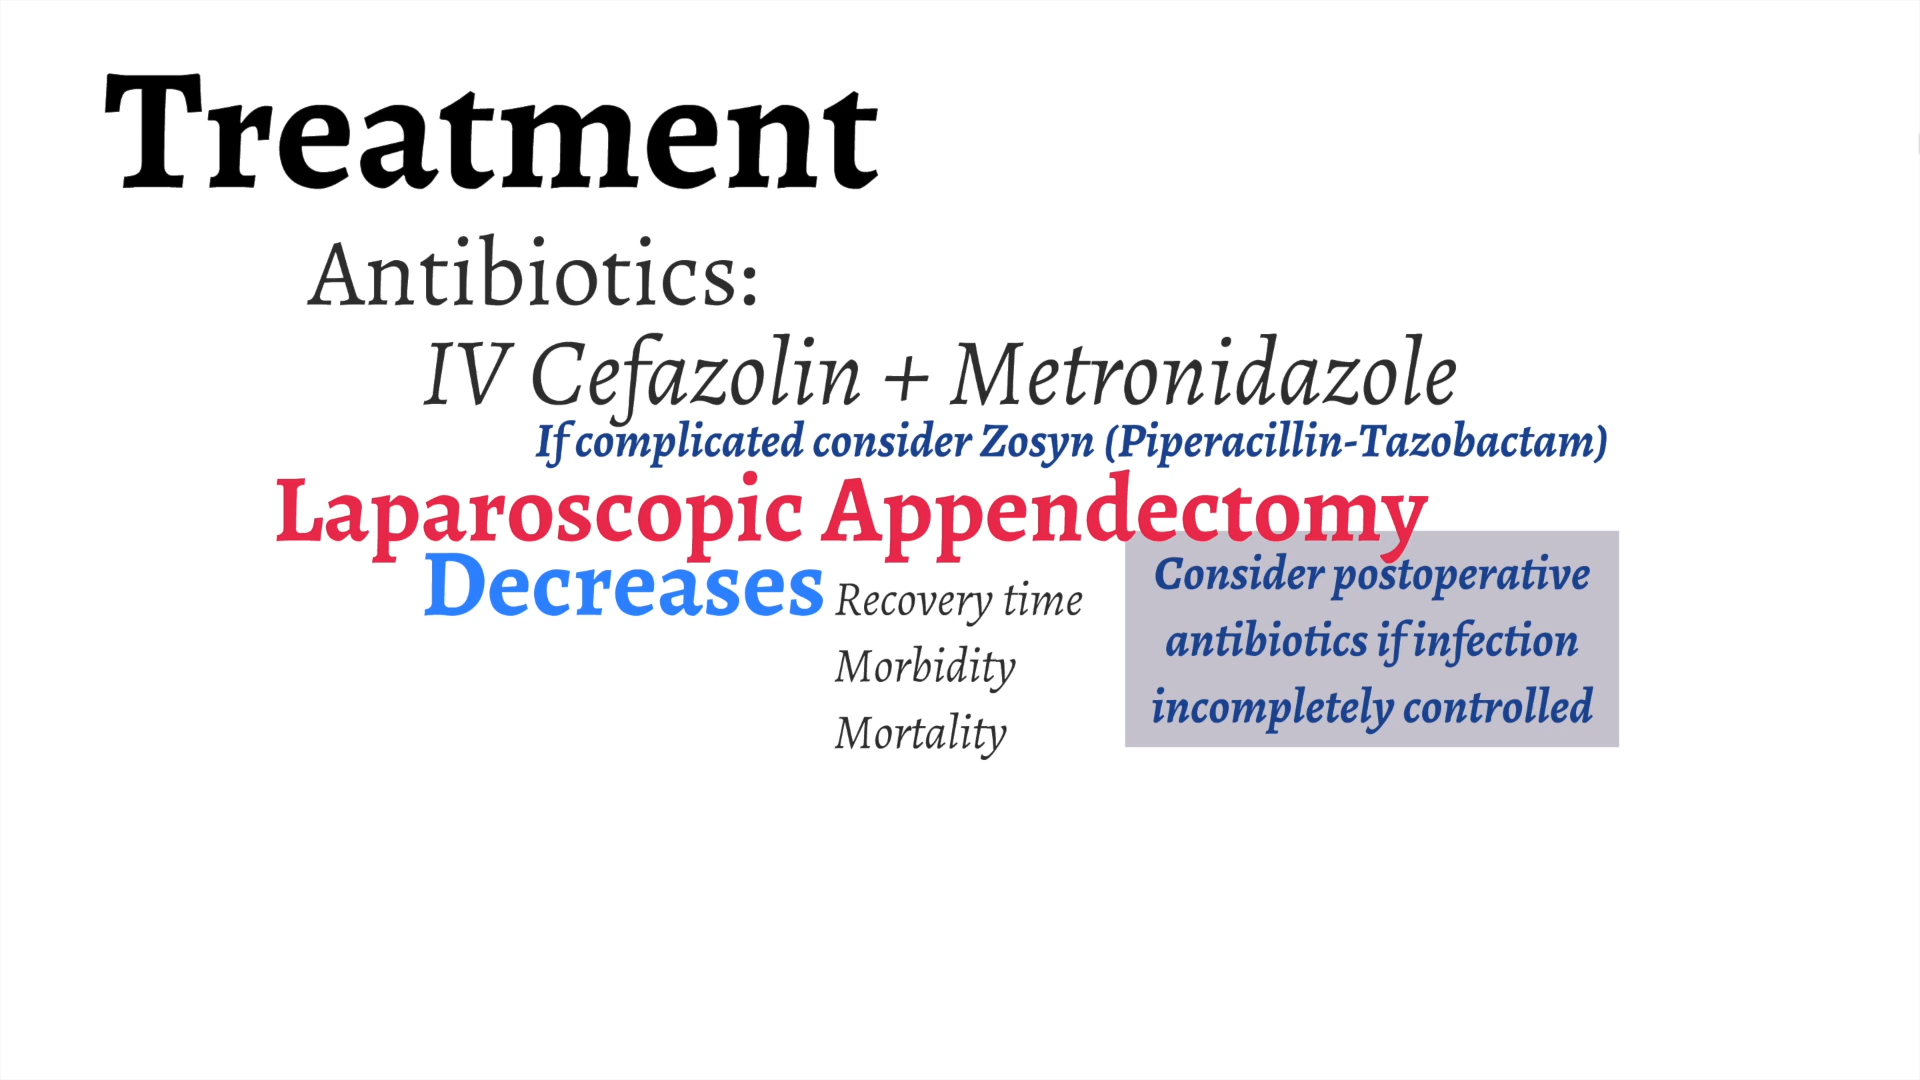 Treatment
Antibiotics:
IV Cefazolin + Metronidazole
If complicated consider Zosyn (Piperacillin-Tazobactam)
Laparoscopic Appendectomy
Decreases Recovery time
Morbidity
Mortality
Consider postoperative
antibiotics if infection
incompletely controlled